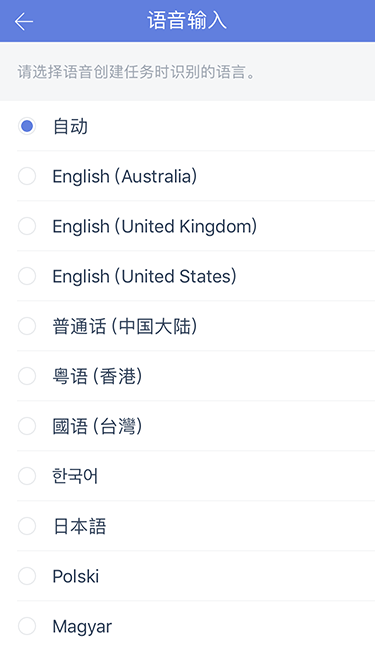 语音输入
请选择语音创建任务时识别的语言。
自动
English (Australia)
English (United Kingdom)
English (United States)
普通话 (中国大陆)
粤语 (香港)
國语 (台灣)
한국어
日本語
Polski
Magyar